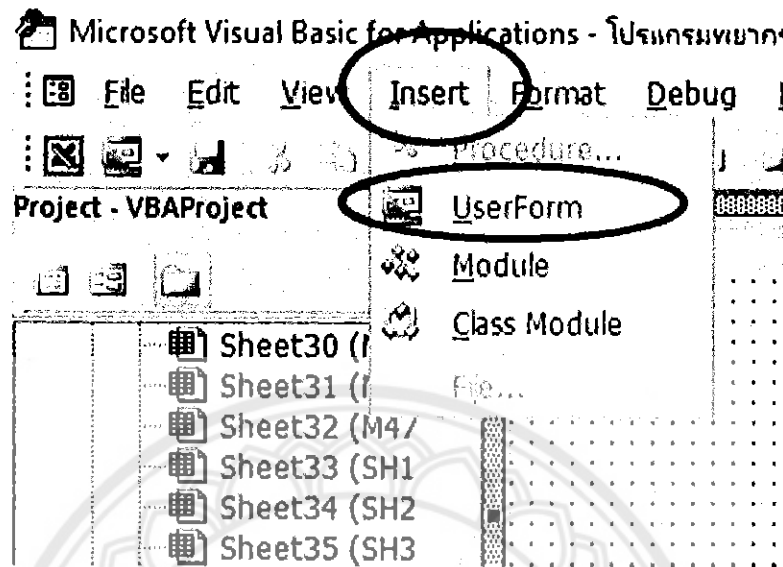 Microsoft Visual Basic for Applications - โปรแกรมพยากร
File Edit View Insert Format Debug
Procedure...
Project - VBAProject
UserForm
Module
Class Module
File...
Sheet30 (
Sheet31 (
Sheet32 (M4/
Sheet33 (SH1
Sheet34 (SH2
Sheet35 (SH3